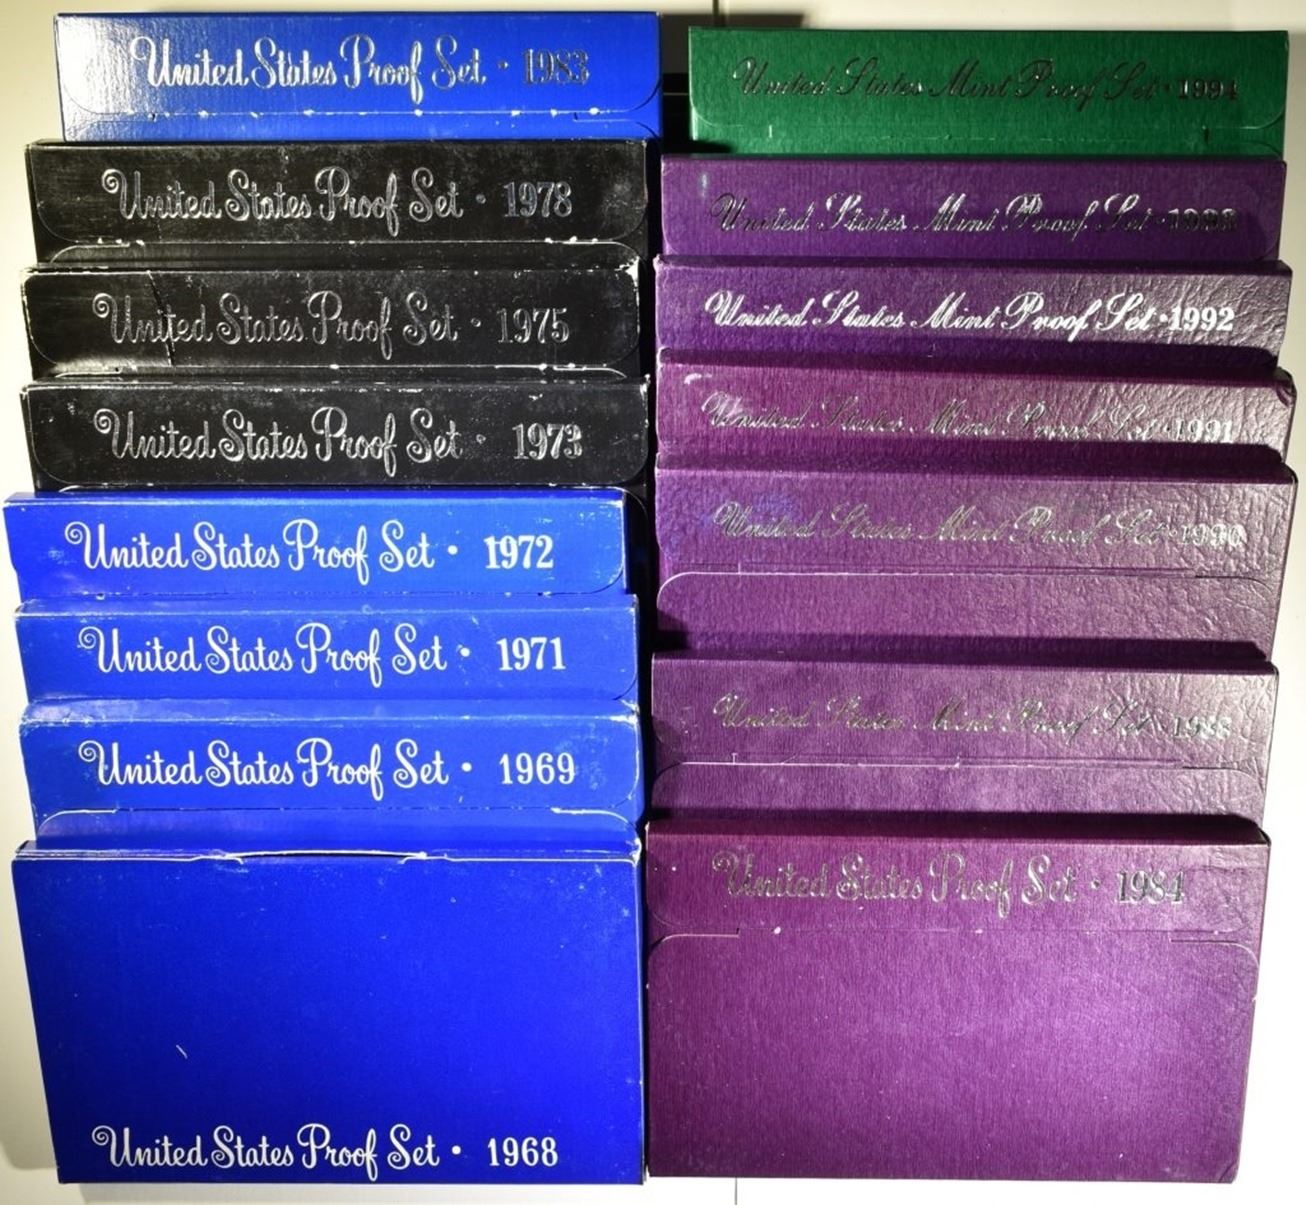 United States Proof Set · 1983
United States Proof Set · 1978
United States Proof Set · 1975
United States Proof Set · 1973
United States Proof Set · 1972
United States Proof Set · 1971
United States Proof Set · 1969
United States Proof Set · 1968
United States Mint Proof Set · 1994
United States Mint Proof Set · 1993
United States Mint Proof Set · 1992
United States Mint Proof Set · 1991
United States Mint Proof Set · 1990
United States Mint Proof Set · 1988
United States Proof Set · 1984